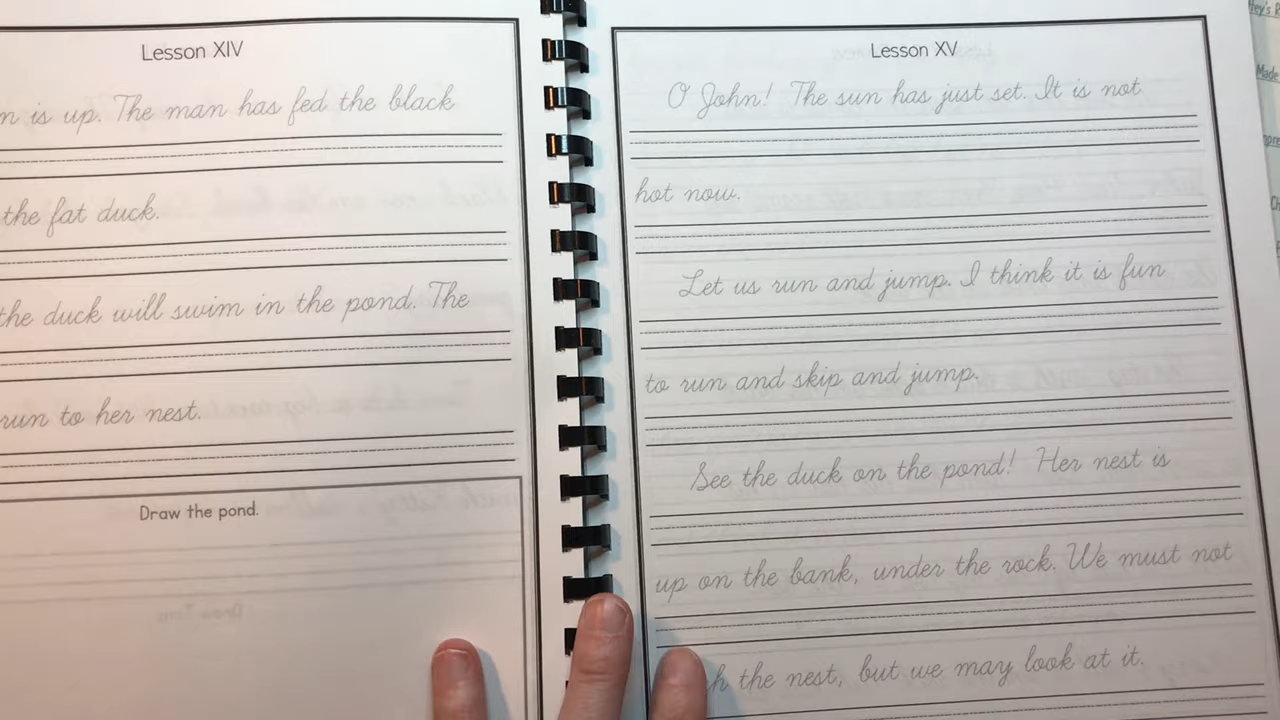 Lesson XIV
n is up. The man has fed the black
the fat duck.
the duck will swim in the pond. The
run to her nest.
Draw the pond.
Lesson XV
O John! The sun has just set. It is not
hot now.
Let us run and jump. I think it is fun
to run and skip and jump.
See the duck on the pond! Her nest is
up on the bank, under the rock. We must not
the nest, but we may look at it.